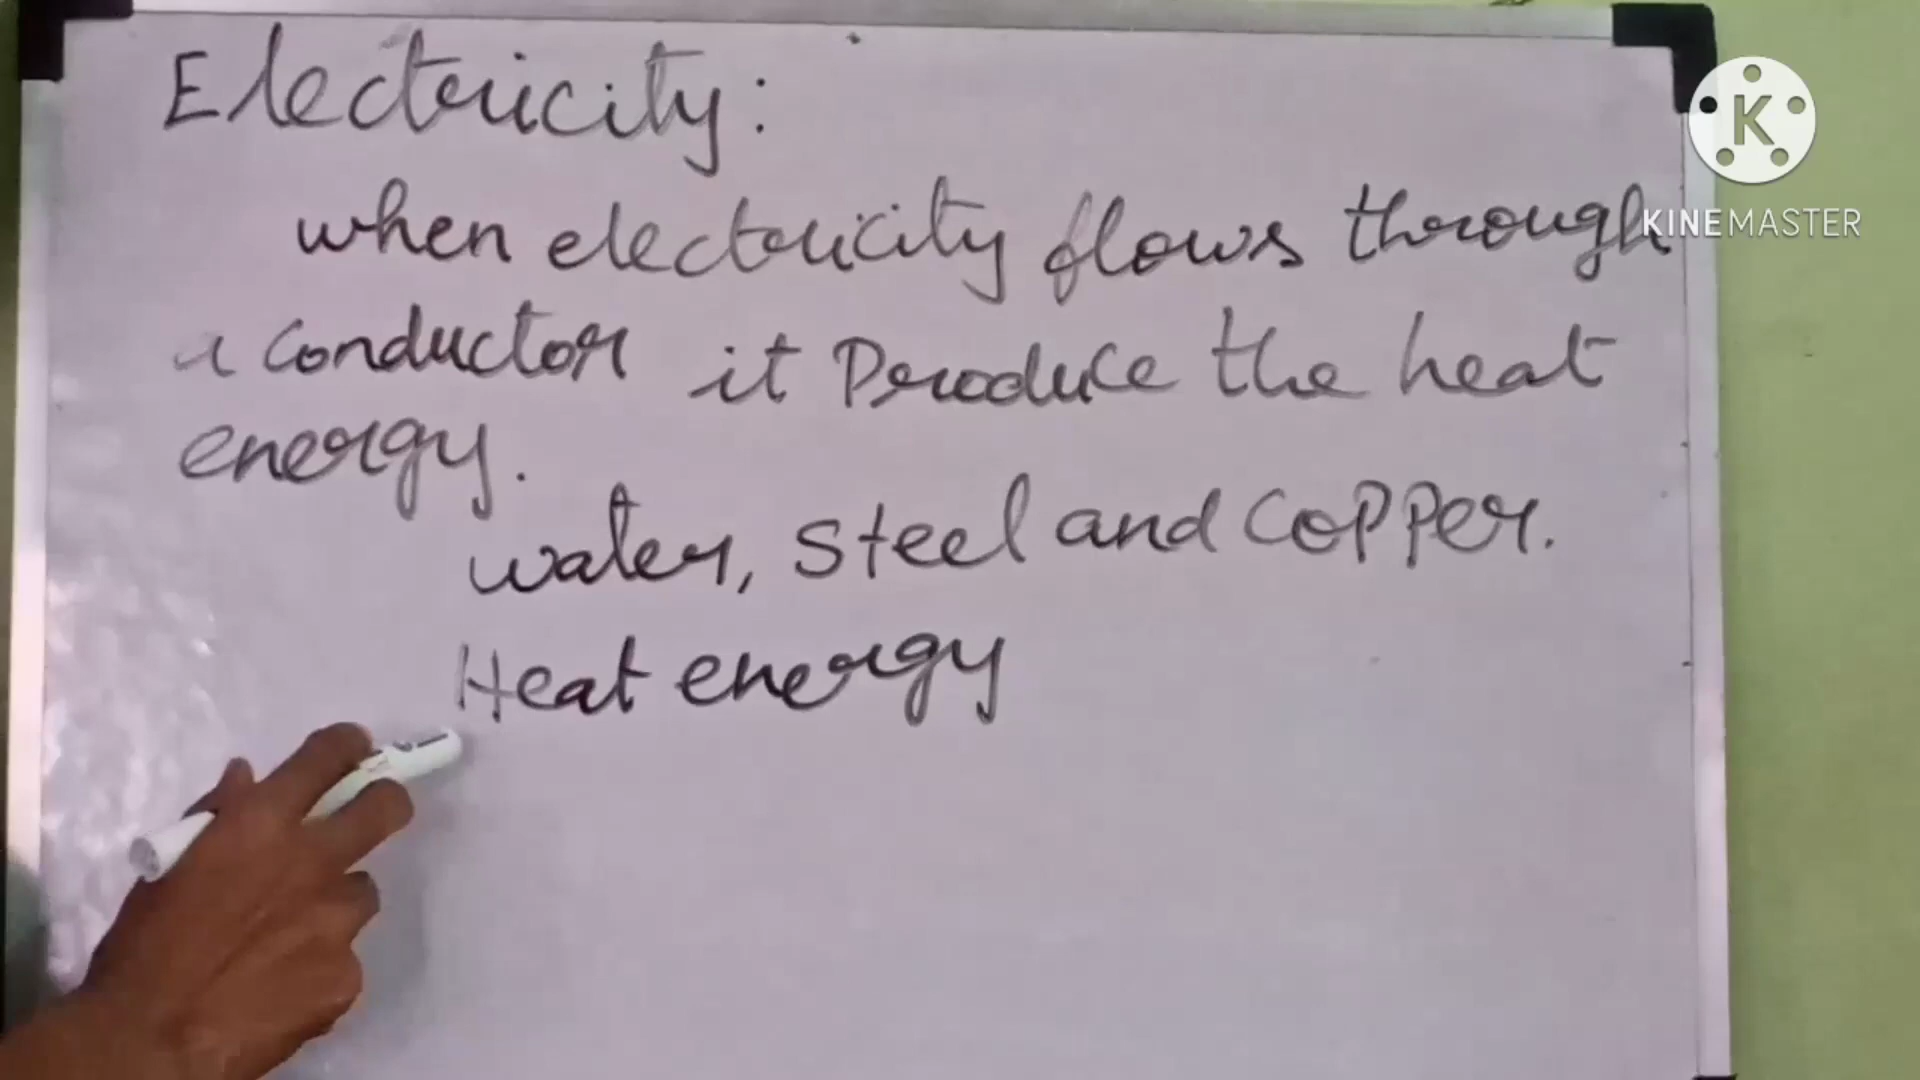 Electricity:
when electricity flows through
a conductor it Produce the heat
energy.
water, Steel and Copper.
Heat energy
K
KINEMASTER